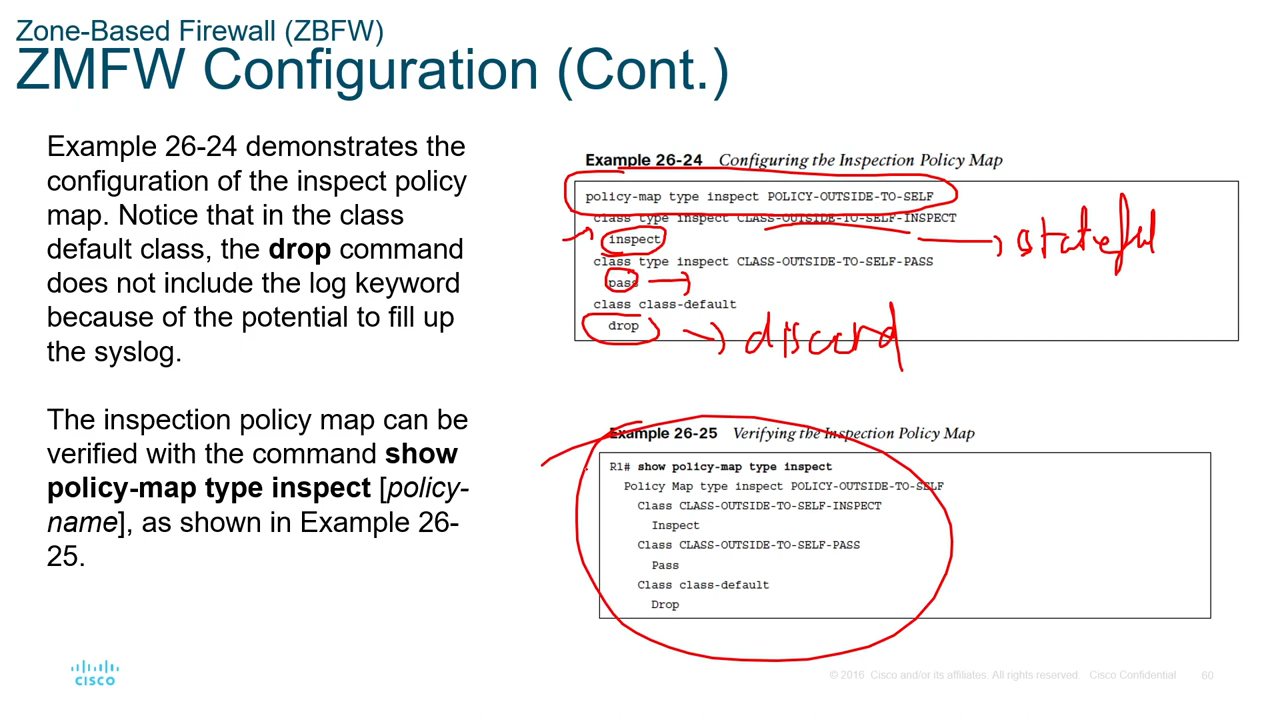 Zone-Based Firewall (ZBFW)
ZMFW Configuration (Cont.)
Example 26-24 demonstrates the
configuration of the inspect policy
map. Notice that in the class
default class, the drop command
does not include the log keyword
because of the potential to fill up
the syslog.
The inspection policy map can be
verified with the command show
policy-map type inspect [policy-
name], as shown in Example 26-
25.
Example 26-24 Configuring the Inspection Policy Map
policy-map type inspect POLICY-OUTSIDE-TO-SELF
class type inspect CLASS-OUTSIDE-TO-SELF-INSPECT
inspect
stateful
class type inspect CLASS-OUTSIDE-TO-SELF-PASS
pass
class class-default
drop
discard
Example 26-25 Verifying the Inspection Policy Map
R1# show policy-map type inspect
Policy Map type inspect POLICY-OUTSIDE-TO-SELF
Class CLASS-OUTSIDE-TO-SELF-INSPECT
Inspect
Class CLASS-OUTSIDE-TO-SELF-PASS
Pass
Class class-default
Drop
CISCO
© 2016 Cisco and/or its affiliates. All rights reserved. Cisco Confidential 60